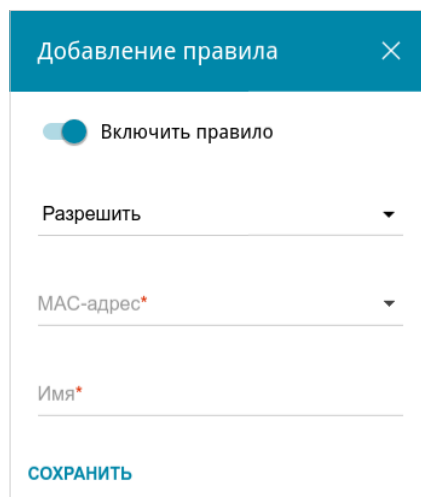 Добавление правила
Включить правило
Разрешить
MAC-адрес*
Имя*
СОХРАНИТЬ